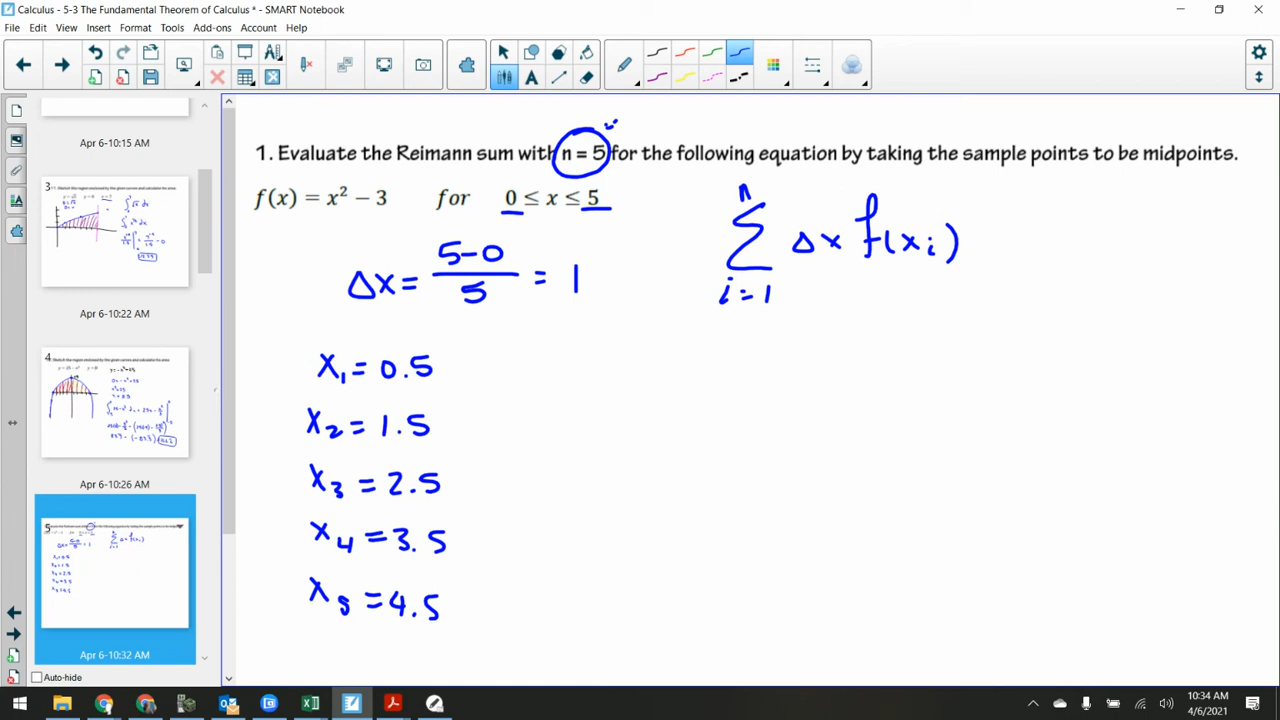 Calculus - 5-3 The Fundamental Theorem of Calculus * - SMART Notebook
File Edit View Insert Format Tools Add-ons Account Help
Apr 6-10:15 AM
3
Apr 6-10:22 AM
4
Apr 6-10:26 AM
5
Apr 6-10:32 AM
Auto-hide
1. Evaluate the Reimann sum with n = 5 for the following equation by taking the sample points to be midpoints.
f(x) = x² − 3 for 0 ≤ x ≤ 5
Δx = (5-0)/5 = 1
n
∑ Δx f(xᵢ)
i=1
x₁ = 0.5
x₂ = 1.5
x₃ = 2.5
x₄ = 3.5
x₅ = 4.5
10:34 AM
4/6/2021